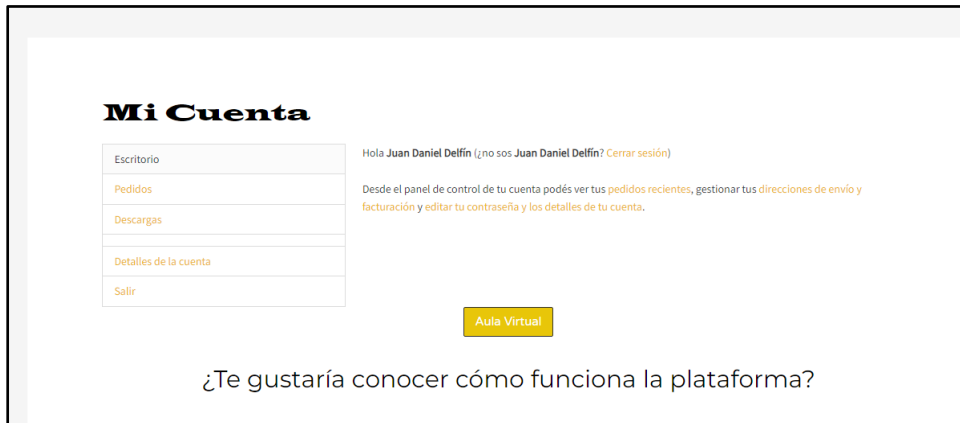 Mi Cuenta
Escritorio
Pedidos
Descargas
Detalles de la cuenta
Salir
Hola Juan Daniel Delfín (¿no sos Juan Daniel Delfín? Cerrar sesión)
Desde el panel de control de tu cuenta podés ver tus pedidos recientes, gestionar tus direcciones de envío y
facturación y editar tu contraseña y los detalles de tu cuenta.
Aula Virtual
¿Te gustaría conocer cómo funciona la plataforma?